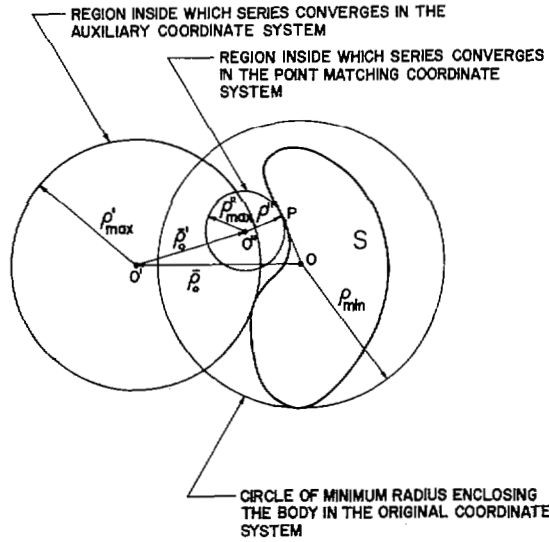 REGION INSIDE WHICH SERIES CONVERGES IN THE
AUXILIARY COORDINATE SYSTEM
REGION INSIDE WHICH SERIES CONVERGES
IN THE POINT MATCHING COORDINATE
SYSTEM
ρ'max
ρ"max
ρ"
P
S
ρ̄'o
O"
O'
ρ̄o
O
ρmin
CIRCLE OF MINIMUM RADIUS ENCLOSING
THE BODY IN THE ORIGINAL COORDINATE
SYSTEM